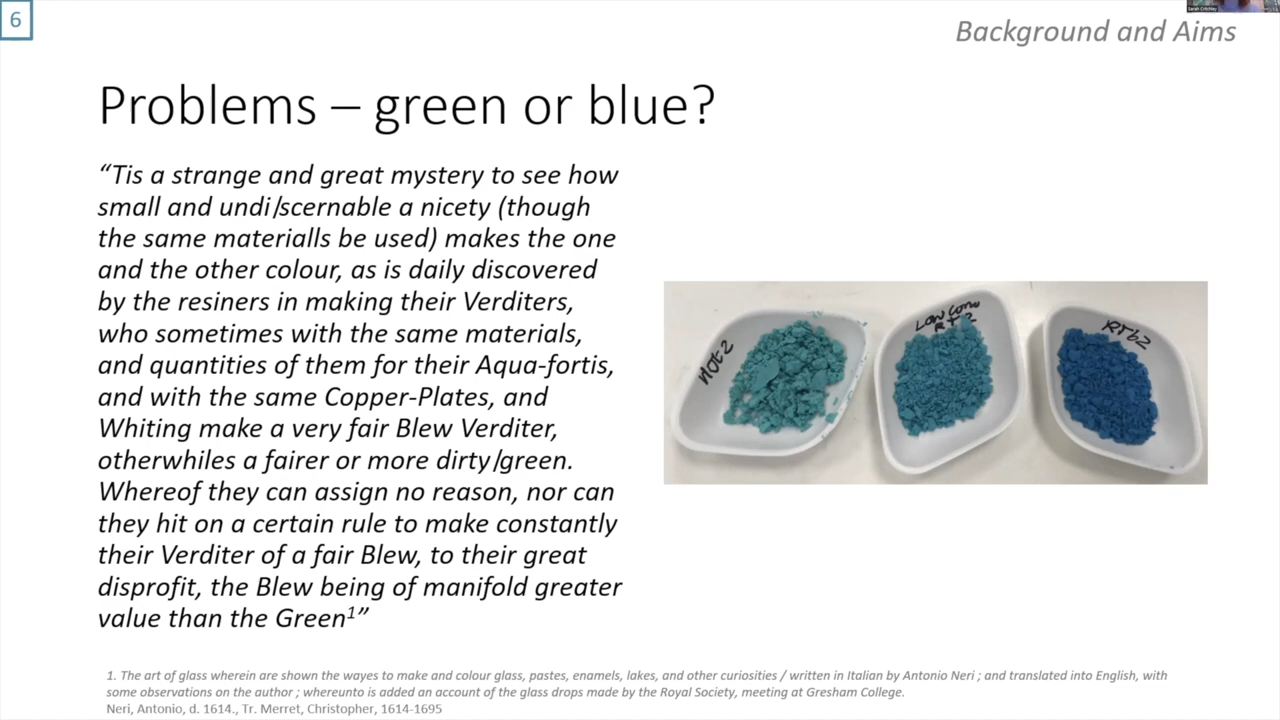 6
Sarah Critchley
Background and Aims
Problems – green or blue?
“Tis a strange and great mystery to see how
small and undi/scernable a nicety (though
the same materialls be used) makes the one
and the other colour, as is daily discovered
by the resiners in making their Verditers,
who sometimes with the same materials,
and quantities of them for their Aqua-fortis,
and with the same Copper-Plates, and
Whiting make a very fair Blew Verditer,
otherwhiles a fairer or more dirty/green.
Whereof they can assign no reason, nor can
they hit on a certain rule to make constantly
their Verditer of a fair Blew, to their great
disprofit, the Blew being of manifold greater
value than the Green1”
HOt 2
Low conc
RT 2
RTb2
1. The art of glass wherein are shown the wayes to make and colour glass, pastes, enamels, lakes, and other curiosities / written in Italian by Antonio Neri ; and translated into English, with
some observations on the author ; whereunto is added an account of the glass drops made by the Royal Society, meeting at Gresham College.
Neri, Antonio, d. 1614., Tr. Merret, Christopher, 1614-1695